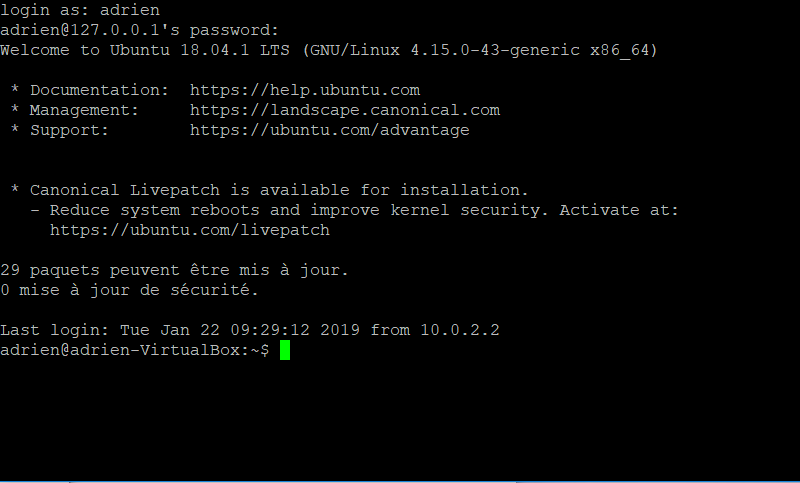 login as: adrien
adrien@127.0.0.1's password:
Welcome to Ubuntu 18.04.1 LTS (GNU/Linux 4.15.0-43-generic x86_64)
* Documentation:  https://help.ubuntu.com
* Management:     https://landscape.canonical.com
* Support:        https://ubuntu.com/advantage
* Canonical Livepatch is available for installation.
- Reduce system reboots and improve kernel security. Activate at:
https://ubuntu.com/livepatch
29 paquets peuvent être mis à jour.
0 mise à jour de sécurité.
Last login: Tue Jan 22 09:29:12 2019 from 10.0.2.2
adrien@adrien-VirtualBox:~$